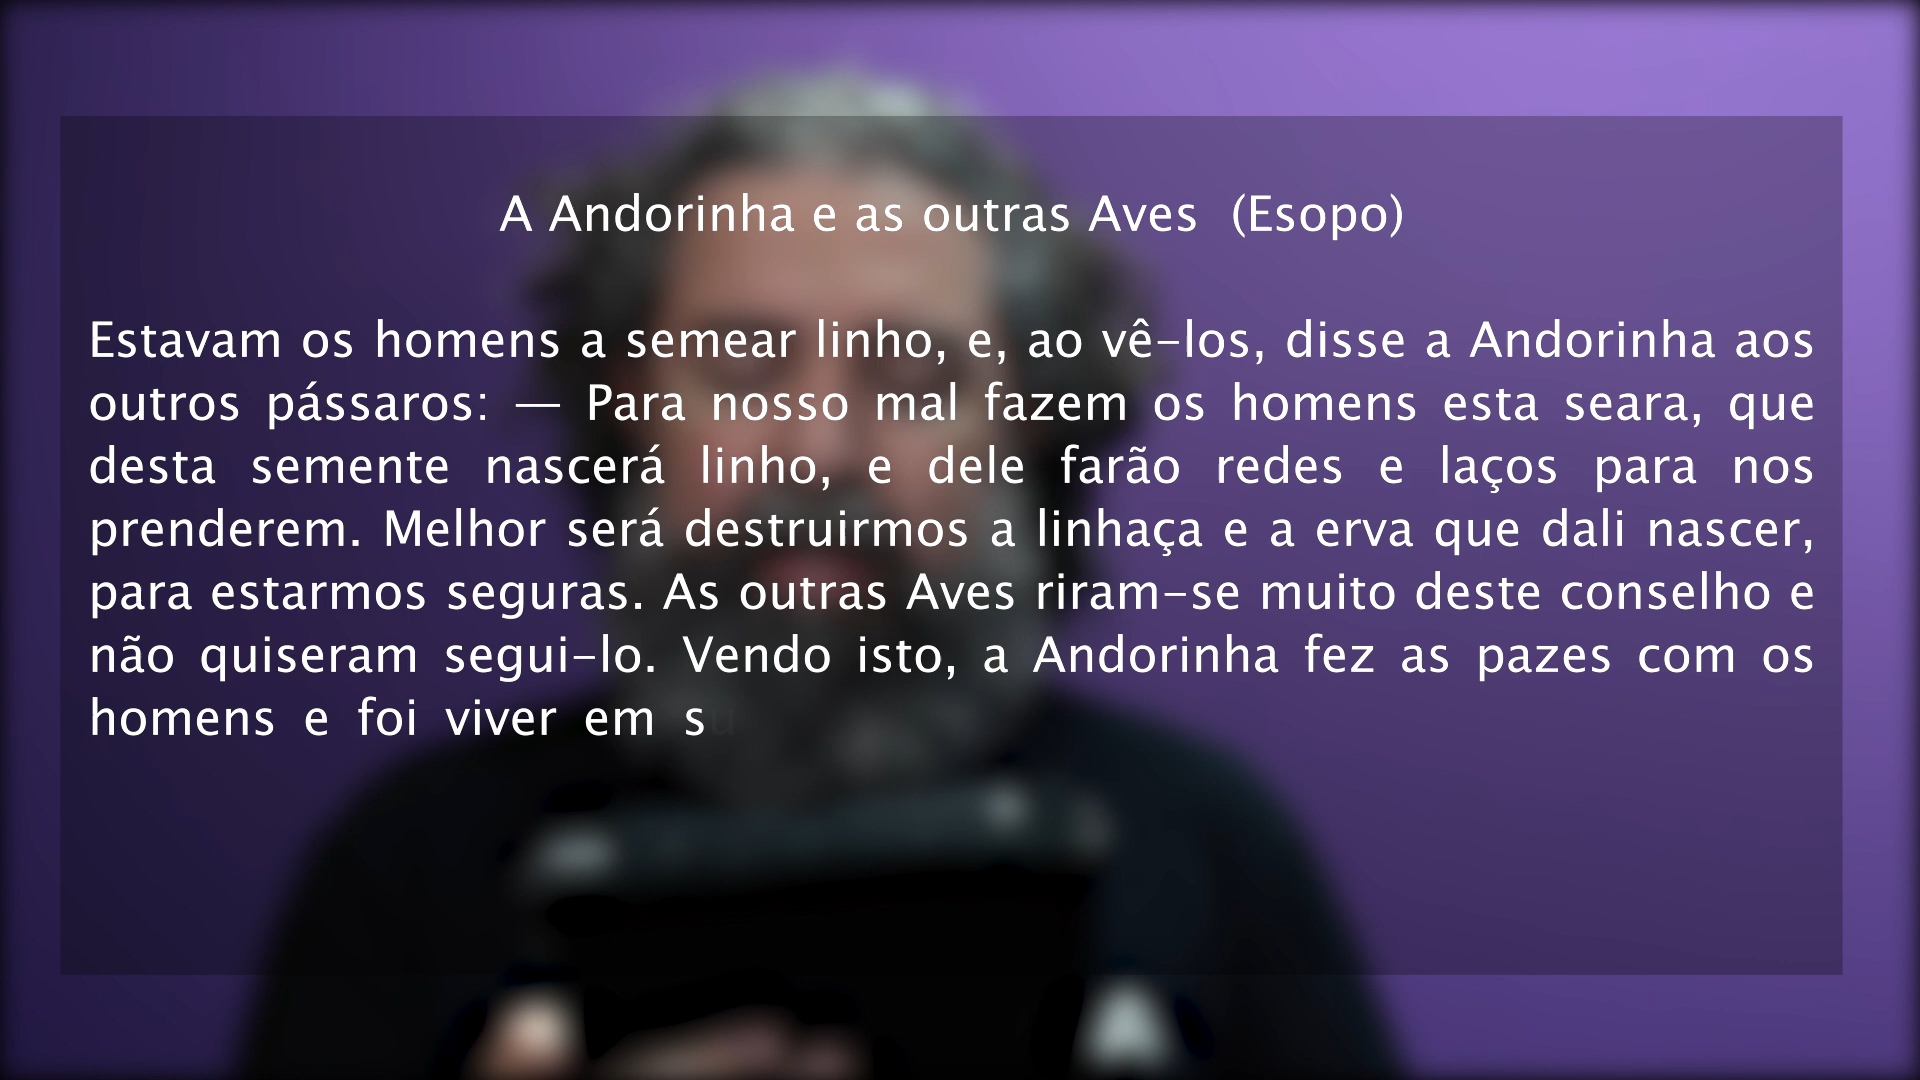 A Andorinha e as outras Aves (Esopo)
Estavam os homens a semear linho, e, ao vê-los, disse a Andorinha aos
outros pássaros: — Para nosso mal fazem os homens esta seara, que
desta semente nascerá linho, e dele farão redes e laços para nos
prenderem. Melhor será destruirmos a linhaça e a erva que dali nascer,
para estarmos seguras. As outras Aves riram-se muito deste conselho e
não quiseram segui-lo. Vendo isto, a Andorinha fez as pazes com os
homens e foi viver em su